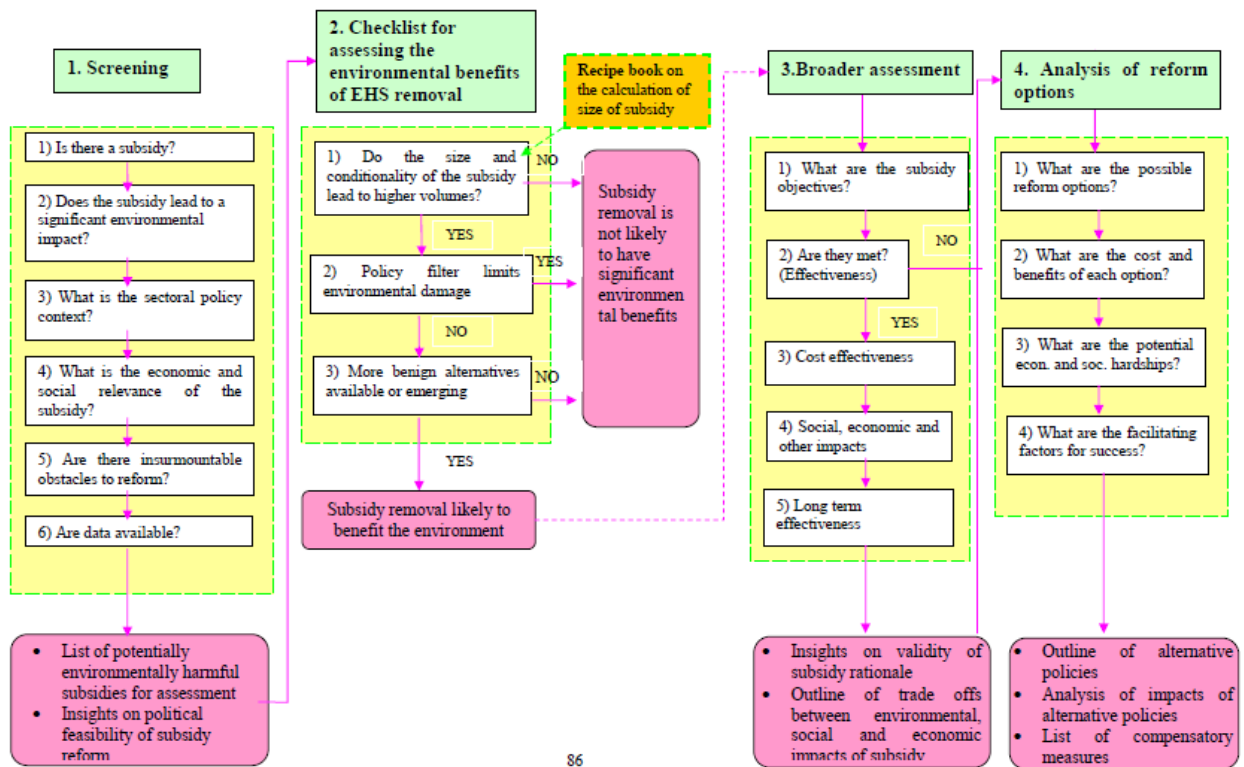 1. Screening
1) Is there a subsidy?
2) Does the subsidy lead to a
significant environmental
impact?
3) What is the sectoral policy
context?
4) What is the economic and
social relevance of the
subsidy?
5) Are there insurmountable
obstacles to reform?
6) Are data available?
• List of potentially
environmentally harmful
subsidies for assessment
• Insights on political
feasibility of subsidy
reform
2. Checklist for
assessing the
environmental benefits
of EHS removal
Recipe book on
the calculation of
size of subsidy
1) Do the size and
conditionality of the subsidy
lead to higher volumes?
NO
YES
2) Policy filter limits
environmental damage
YES
NO
3) More benign alternatives
available or emerging
NO
YES
Subsidy
removal is
not likely
to have
significant
environmen
tal benefits
Subsidy removal likely to
benefit the environment
3.Broader assessment
1) What are the subsidy
objectives?
2) Are they met?
(Effectiveness)
NO
YES
3) Cost effectiveness
4) Social, economic and
other impacts
5) Long term
effectiveness
• Insights on validity of
subsidy rationale
• Outline of trade offs
between environmental,
social and economic
impacts of subsidy
4. Analysis of reform
options
1) What are the possible
reform options?
2) What are the cost and
benefits of each option?
3) What are the potential
econ. and soc. hardships?
4) What are the facilitating
factors for success?
• Outline of alternative
policies
• Analysis of impacts of
alternative policies
• List of compensatory
measures
86